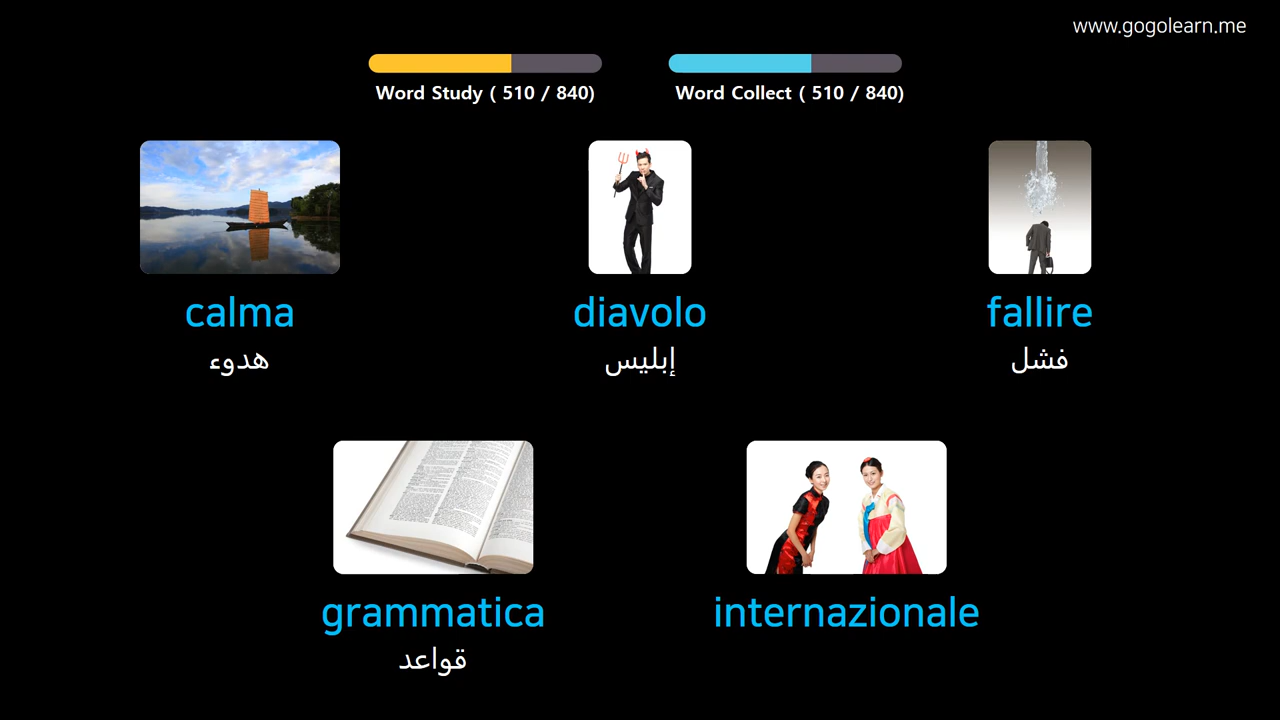 www.gogolearn.me
Word Study ( 510 / 840)
Word Collect ( 510 / 840)
calma
هدوء
diavolo
إبليس
fallire
فشل
grammatica
قواعد
internazionale